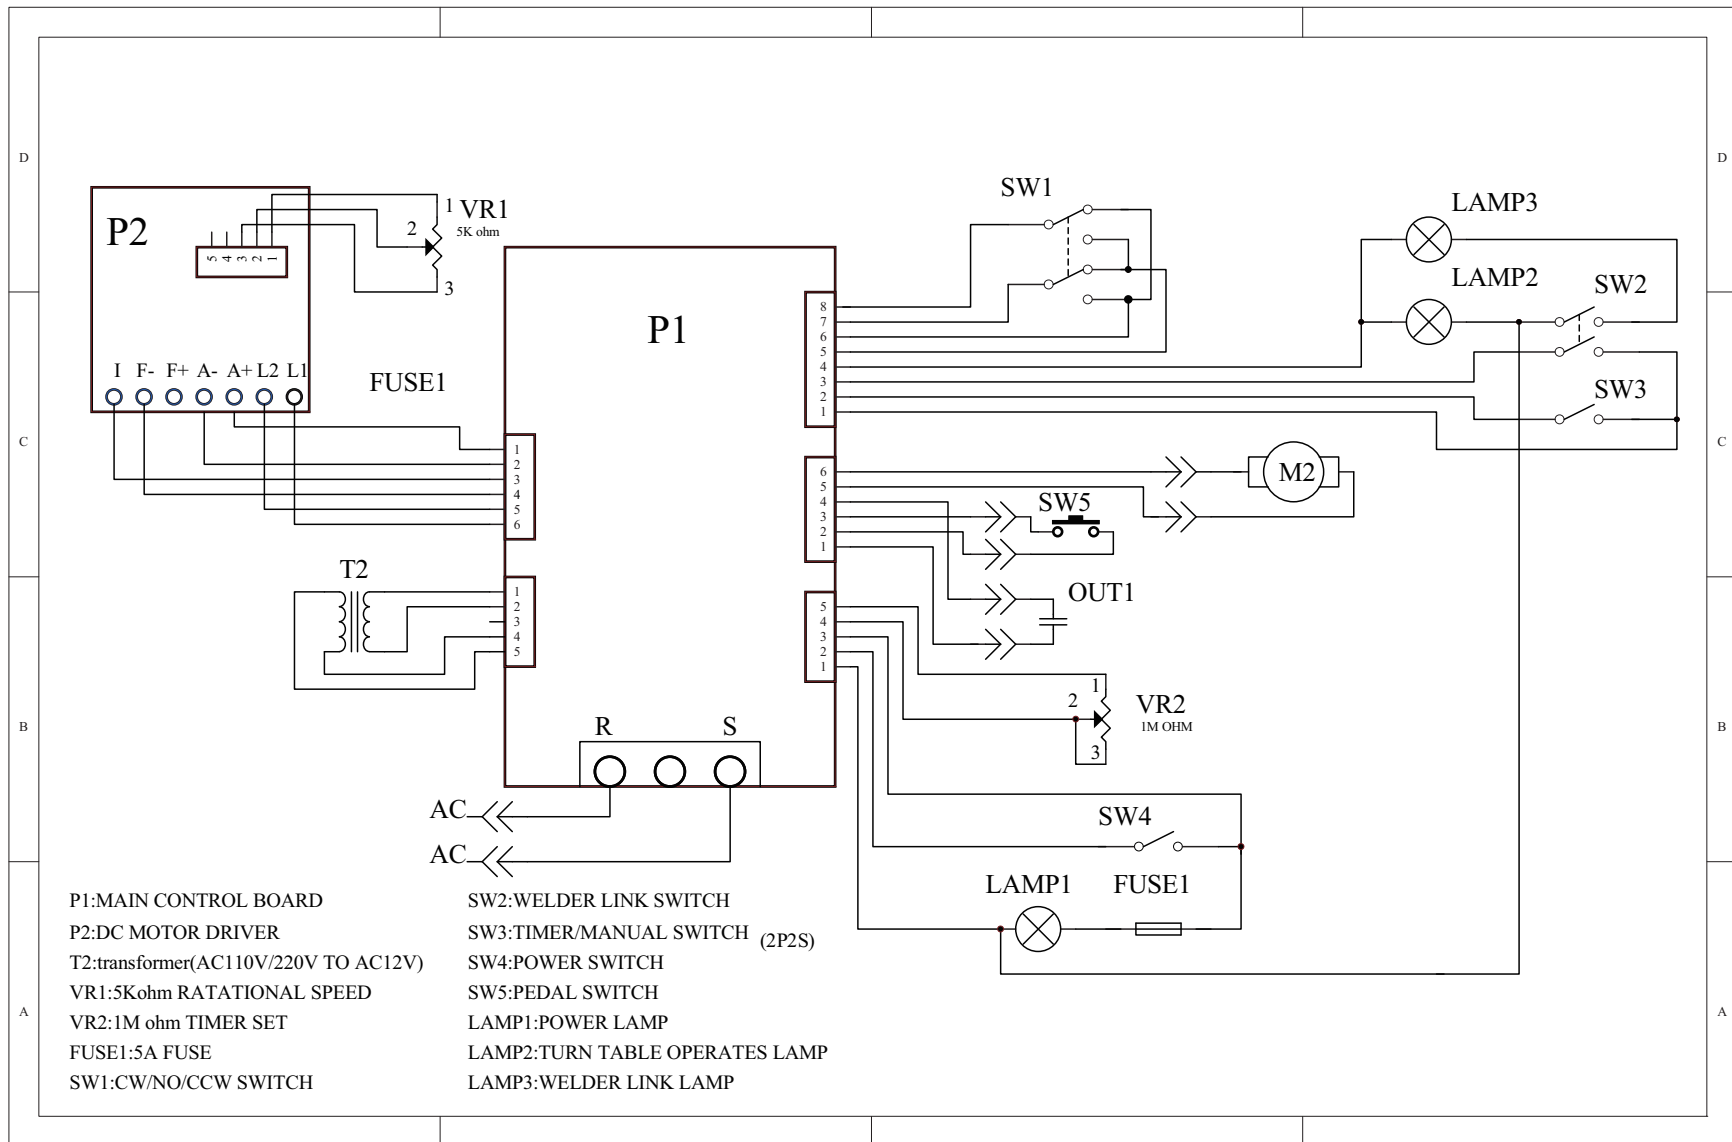 D
D
SW1
LAMP3
1
VR1
2
5K ohm
P2
5
4
3
2
1
3
LAMP2
SW2
P1
8
7
6
5
4
3
2
1
I F- F+ A- A+ L2 L1
FUSE1
SW3
C
C
1
2
3
4
5
6
6
5
4
3
2
1
M2
SW5
T2
OUT1
1
2
3
4
5
5
4
3
2
1
1
2
VR2
1M OHM
3
B
B
R S
AC
AC
SW4
LAMP1 FUSE1
P1:MAIN CONTROL BOARD
P2:DC MOTOR DRIVER
T2:transformer(AC110V/220V TO AC12V)
VR1:5Kohm RATATIONAL SPEED
VR2:1M ohm TIMER SET
FUSE1:5A FUSE
SW1:CW/NO/CCW SWITCH
SW2:WELDER LINK SWITCH
SW3:TIMER/MANUAL SWITCH (2P2S)
SW4:POWER SWITCH
SW5:PEDAL SWITCH
LAMP1:POWER LAMP
LAMP2:TURN TABLE OPERATES LAMP
LAMP3:WELDER LINK LAMP
A
A